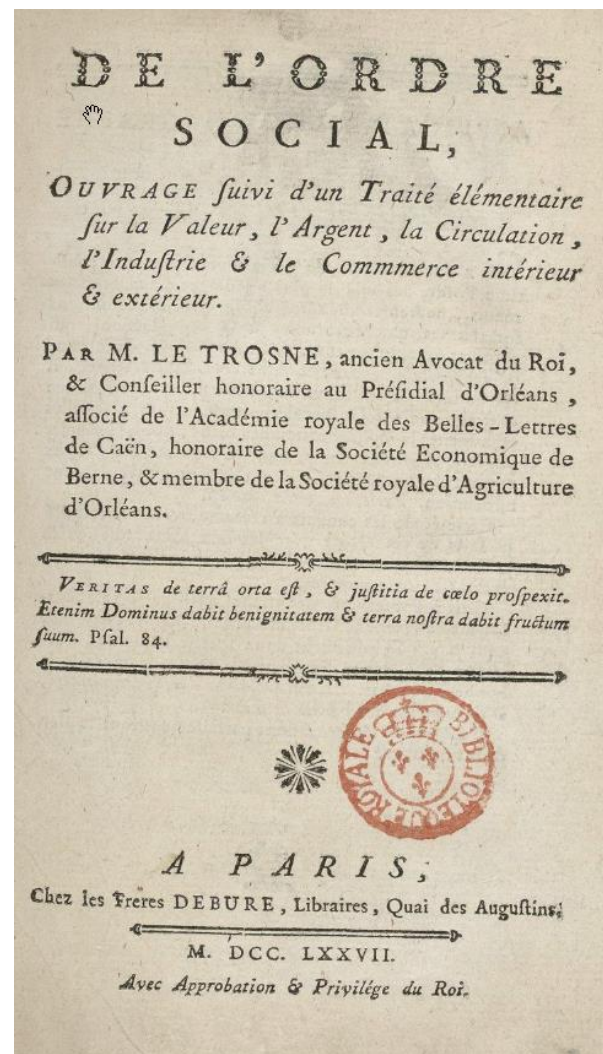 DE L'ORDRE
SOCIAL,
OUVRAGE ſuivi d'un Traité élémentaire
ſur la Valeur, l'Argent, la Circulation,
l'Induſtrie & le Commmerce intérieur
& extérieur.
PAR M. LE TROSNE, ancien Avocat du Roi,
& Conſeiller honoraire au Préſidial d'Orléans,
aſſocié de l'Académie royale des Belles-Lettres
de Caën, honoraire de la Société Economique de
Berne, & membre de la Société royale d'Agriculture
d'Orléans.
VERITAS de terrâ orta eſt, & juſtitia de cœlo proſpexit.
Etenim Dominus dabit benignitatem & terra noſtra dabit fructum
ſuum. Pſal. 84.
BIBLIOTEQUE ROYALE
A PARIS,
Chez les Freres DEBURE, Libraires, Quai des Auguſtins.
M. DCC. LXXVII.
Avec Approbation & Privilége du Roi.